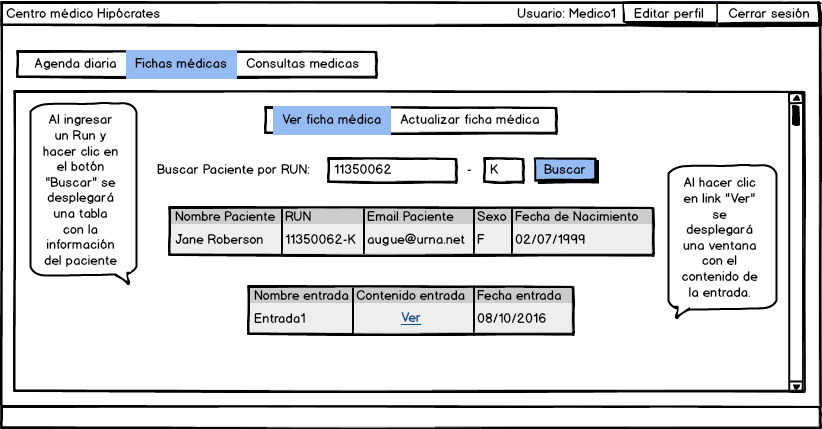 Centro médico Hipócrates
Usuario: Medico1
Editar perfil
Cerrar sesión
Agenda diaria
Fichas médicas
Consultas medicas
Al ingresar
un Run y
hacer clic en
el botón
"Buscar" se
desplegará
una tabla
con la
información
del paciente
Ver ficha médica
Actualizar ficha médica
Buscar Paciente por RUN:
11350062
-
K
Buscar
Nombre Paciente RUN Email Paciente Sexo Fecha de Nacimiento
Jane Roberson 11350062-K augue@urna.net F 02/07/1999
Nombre entrada Contenido entrada Fecha entrada
Entrada1 Ver 08/10/2016
Al hacer clic
en link "Ver"
se
desplegará
una ventana
con el
contenido de
la entrada.